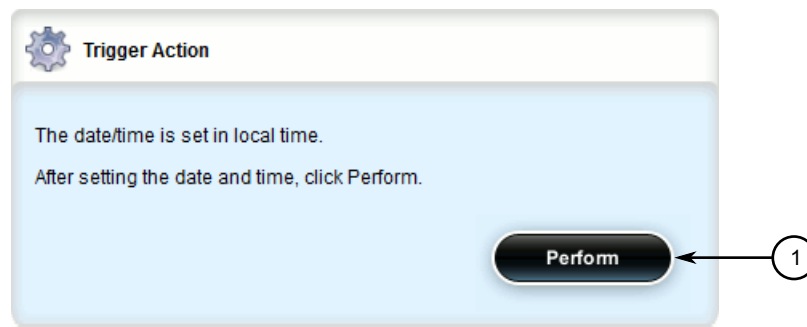 Trigger Action
The date/time is set in local time.
After setting the date and time, click Perform.
Perform
1